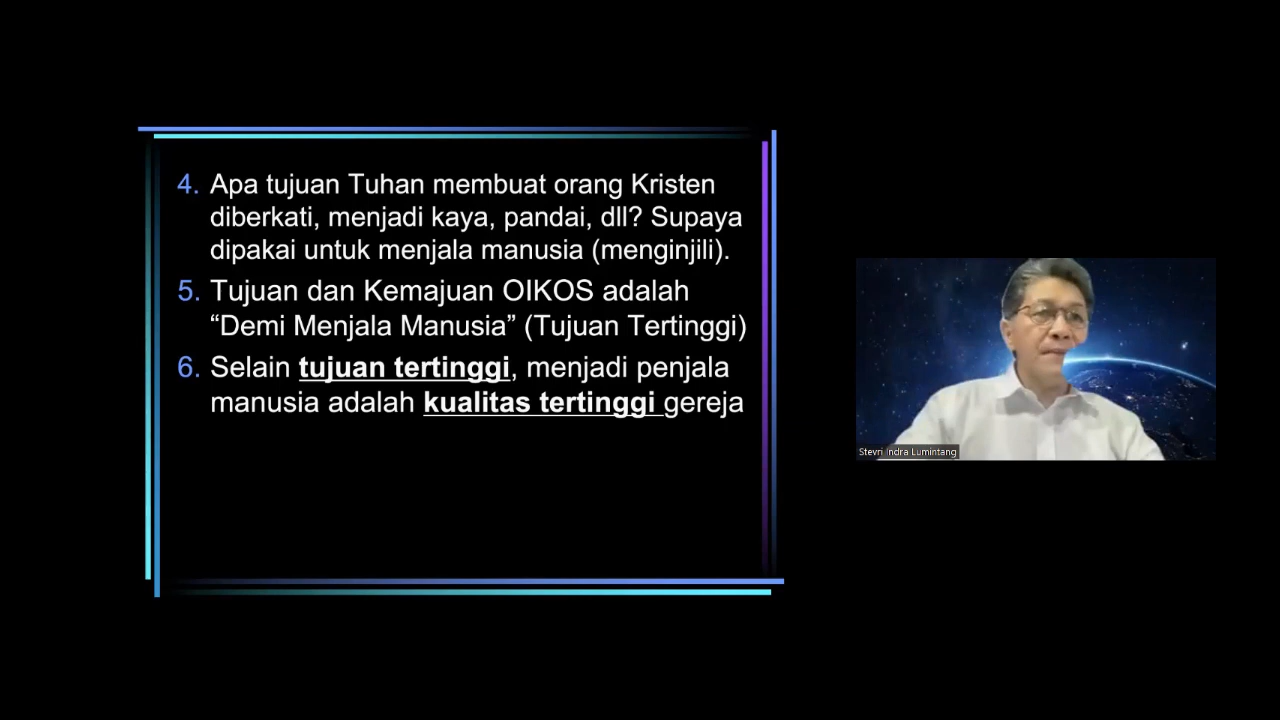 4. Apa tujuan Tuhan membuat orang Kristen
diberkati, menjadi kaya, pandai, dll? Supaya
dipakai untuk menjala manusia (menginjili).
5. Tujuan dan Kemajuan OIKOS adalah
“Demi Menjala Manusia” (Tujuan Tertinggi)
6. Selain tujuan tertinggi, menjadi penjala
manusia adalah kualitas tertinggi gereja
Stevri Indra Lumintang